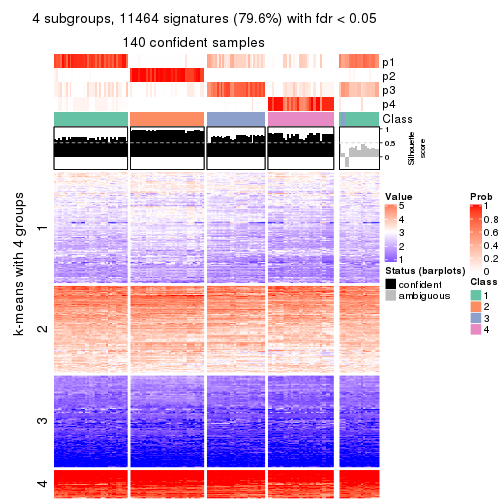 4 subgroups, 11464 signatures (79.6%) with fdr < 0.05
140 confident samples
p1
p2
p3
p4
Class
1
0.5
0
Silhouette
score
k-means with 4 groups
1
2
3
4
Value
5
4
3
2
1
Status (barplots)
confident
ambiguous
Prob
1
0.8
0.6
0.4
0.2
0
Class
1
2
3
4